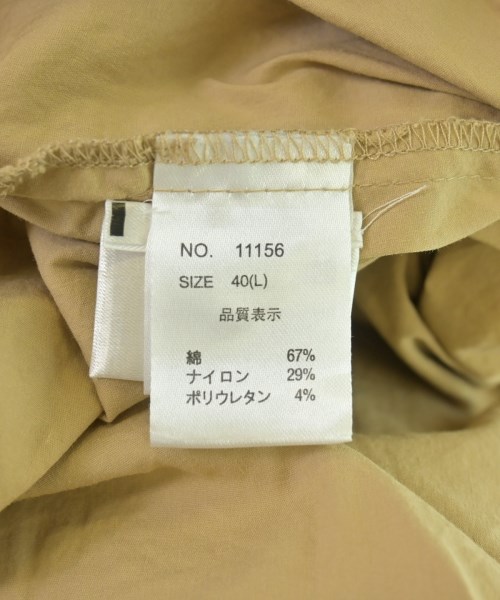 NO. 11156
SIZE 40(L)
品質表示
綿 67%
ナイロン 29%
ポリウレタン 4%